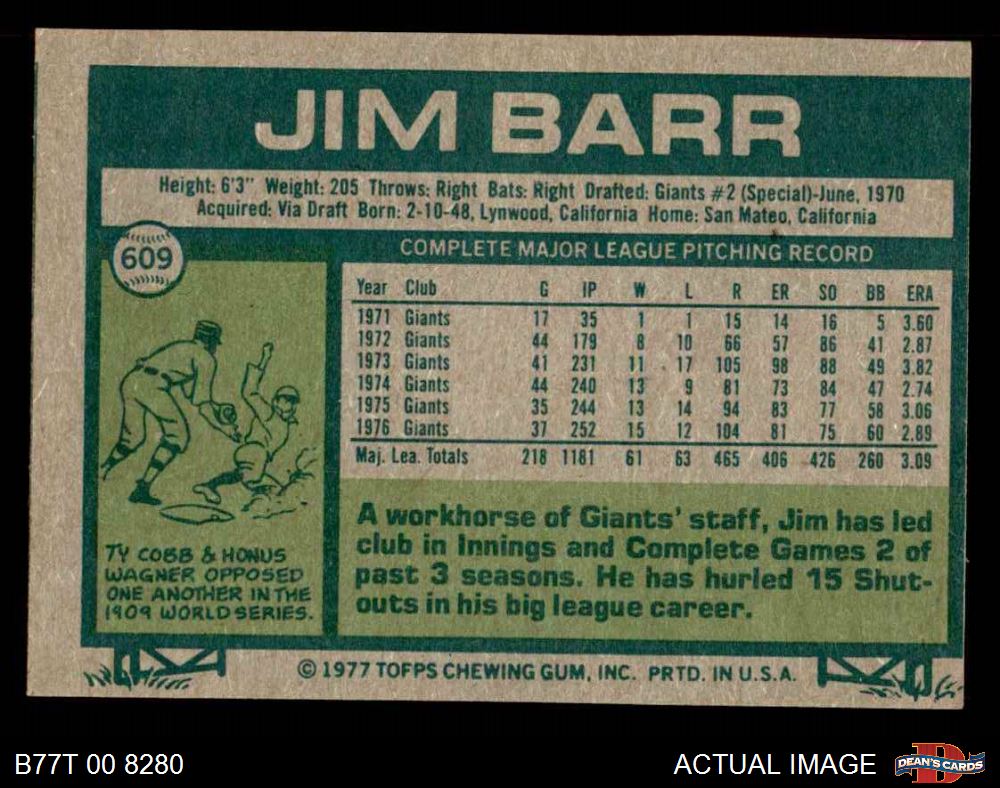 JIM BARR
Height: 6'3" Weight: 205 Throws: Right Bats: Right Drafted: Giants #2 (Special)-June, 1970
Acquired: Via Draft Born: 2-10-48, Lynwood, California Home: San Mateo, California
609
COMPLETE MAJOR LEAGUE PITCHING RECORD
Year Club G IP W L R ER SO BB ERA
1971 Giants 17 35 1 1 15 14 16 5 3.60
1972 Giants 44 179 8 10 66 57 86 41 2.87
1973 Giants 41 231 11 17 105 98 88 49 3.82
1974 Giants 44 240 13 9 81 73 84 47 2.74
1975 Giants 35 244 13 14 94 83 77 58 3.06
1976 Giants 37 252 15 12 104 81 75 60 2.89
Maj. Lea. Totals 218 1181 61 63 465 406 426 260 3.09
TY COBB & HONUS
WAGNER OPPOSED
ONE ANOTHER IN THE
1909 WORLD SERIES.
A workhorse of Giants' staff, Jim has led
club in Innings and Complete Games 2 of
past 3 seasons. He has hurled 15 Shut-
outs in his big league career.
© 1977 TOPPS CHEWING GUM, INC. PRTD. IN U.S.A.
B77T 00 8280
ACTUAL IMAGE
DEAN'S CARDS